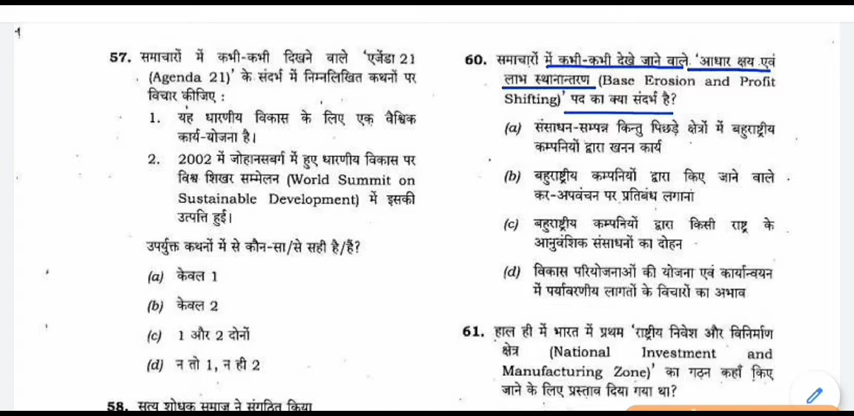 57. समाचारों में कभी-कभी दिखने वाले 'एजेंडा 21
(Agenda 21)' के संदर्भ में निम्नलिखित कथनों पर
विचार कीजिए :
1. यह धारणीय विकास के लिए एक वैश्विक
कार्य-योजना है।
2. 2002 में जोहानसबर्ग में हुए धारणीय विकास पर
विश्व शिखर सम्मेलन (World Summit on
Sustainable Development) में इसकी
उत्पत्ति हुई।
उपर्युक्त कथनों में से कौन-सा/से सही है/हैं?
(a) केवल 1
(b) केवल 2
(c) 1 और 2 दोनों
(d) न तो 1, न ही 2
58. सत्य शोधक समाज ने संगठित किया
60. समाचारों में कभी-कभी देखे जाने वाले 'आधार क्षय एवं
लाभ स्थानान्तरण (Base Erosion and Profit
Shifting)' पद का क्या संदर्भ है?
(a) संसाधन-सम्पन्न किन्तु पिछड़े क्षेत्रों में बहुराष्ट्रीय
कम्पनियों द्वारा खनन कार्य
(b) बहुराष्ट्रीय कम्पनियों द्वारा किए जाने वाले
कर-अपवंचन पर प्रतिबंध लगाना
(c) बहुराष्ट्रीय कम्पनियों द्वारा किसी राष्ट्र के
आनुवंशिक संसाधनों का दोहन
(d) विकास परियोजनाओं की योजना एवं कार्यान्वयन
में पर्यावरणीय लागतों के विचारों का अभाव
61. हाल ही में भारत में प्रथम 'राष्ट्रीय निवेश और विनिर्माण
क्षेत्र (National Investment and
Manufacturing Zone)' का गठन कहाँ किए
जाने के लिए प्रस्ताव दिया गया था?